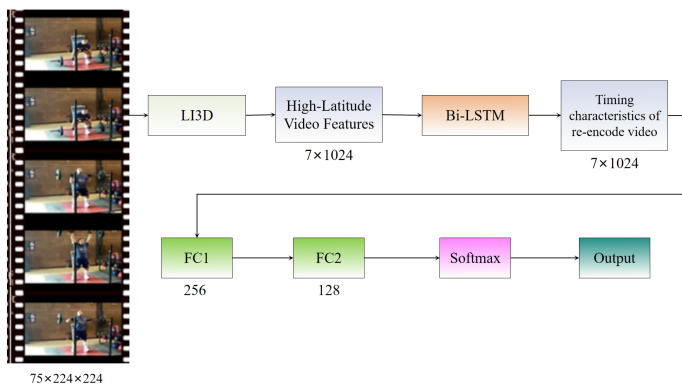 LI3D
High-Latitude
Video Features
7×1024
Bi-LSTM
Timing
characteristics of
re-encode video
7×1024
FC1
256
FC2
128
Softmax
Output
75×224×224